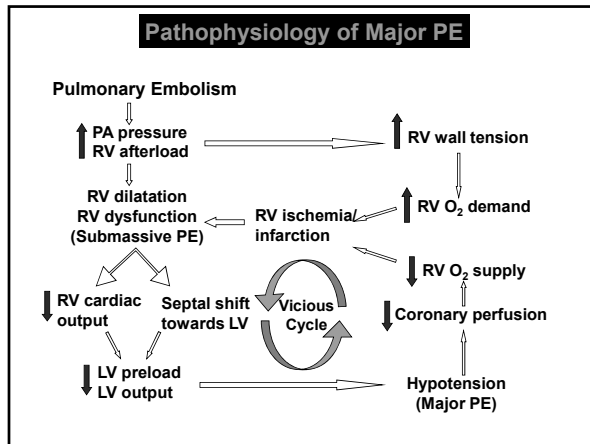 Pathophysiology of Major PE
Pulmonary Embolism
PA pressure
RV afterload
RV wall tension
RV dilatation
RV dysfunction
(Submassive PE)
RV ischemia/
infarction
RV O₂ demand
RV O₂ supply
RV cardiac
output
Septal shift
towards LV
Vicious
Cycle
Coronary perfusion
LV preload
LV output
Hypotension
(Major PE)